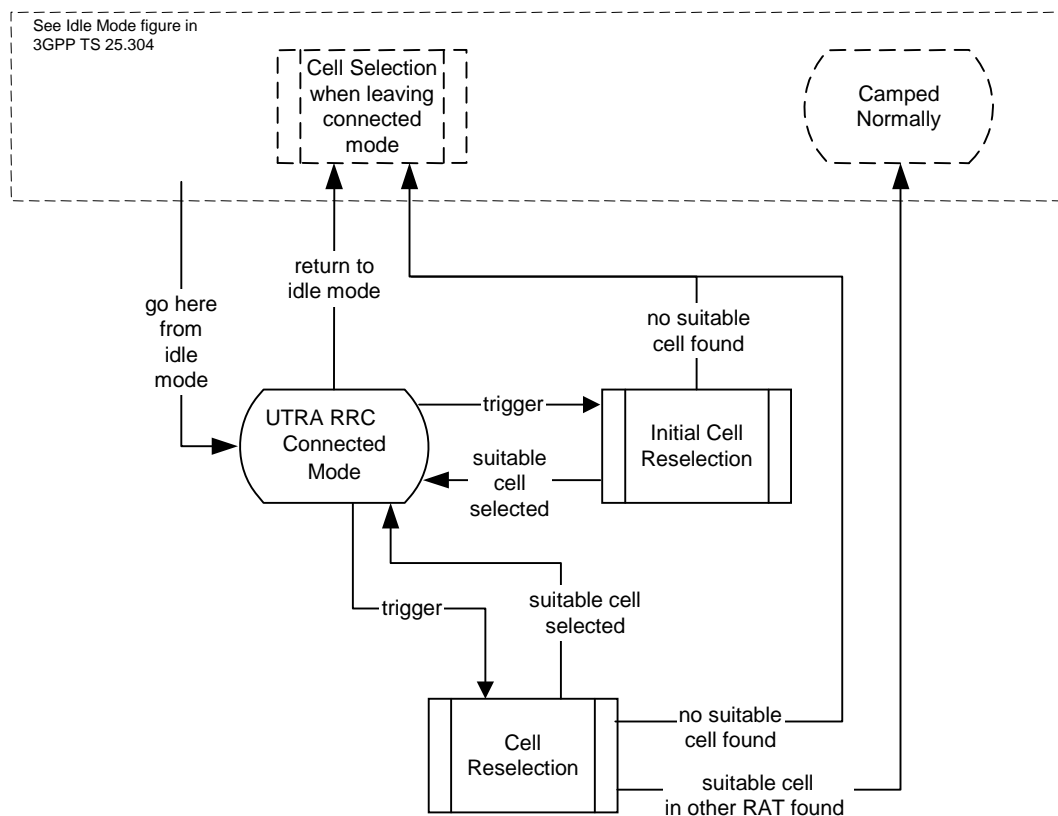 See Idle Mode figure in
3GPP TS 25.304
Cell Selection
when leaving
connected
mode
Camped
Normally
return to
idle mode
go here
from
idle
mode
no suitable
cell found
UTRA RRC
Connected
Mode
trigger
Initial Cell
Reselection
suitable
cell
selected
trigger
suitable cell
selected
Cell
Reselection
no suitable
cell found
suitable cell
in other RAT found